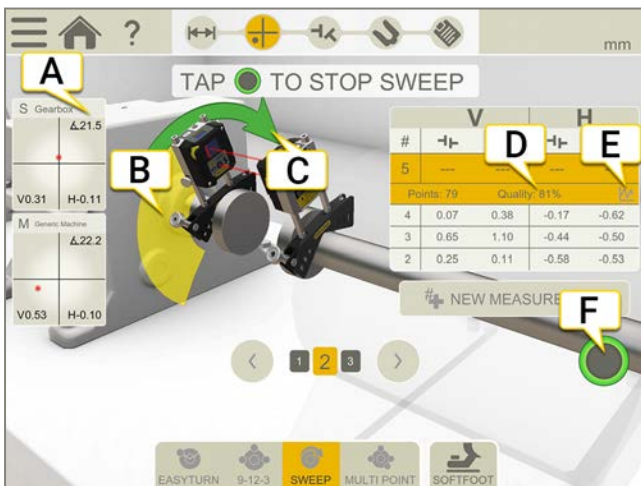 ?
mm
A
TAP TO STOP SWEEP
S Gearbox
∡21.5
V0.31 H-0.11
M Generic Machine
∡22.2
V0.53 H-0.10
B
C
V H
D
E
#
5 --- --- ---
Points: 79 Quality: 81%
4 0.07 0.38 -0.17 -0.62
3 0.65 1.10 -0.44 -0.50
2 0.25 0.11 -0.58 -0.53
# NEW MEASURE
F
1 2 3
EASYTURN 9-12-3 SWEEP MULTI POINT SOFTFOOT